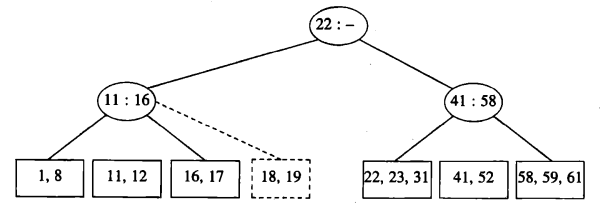 22 : –
11 : 16
41 : 58
1, 8
11, 12
16, 17
18, 19
22, 23, 31
41, 52
58, 59, 61